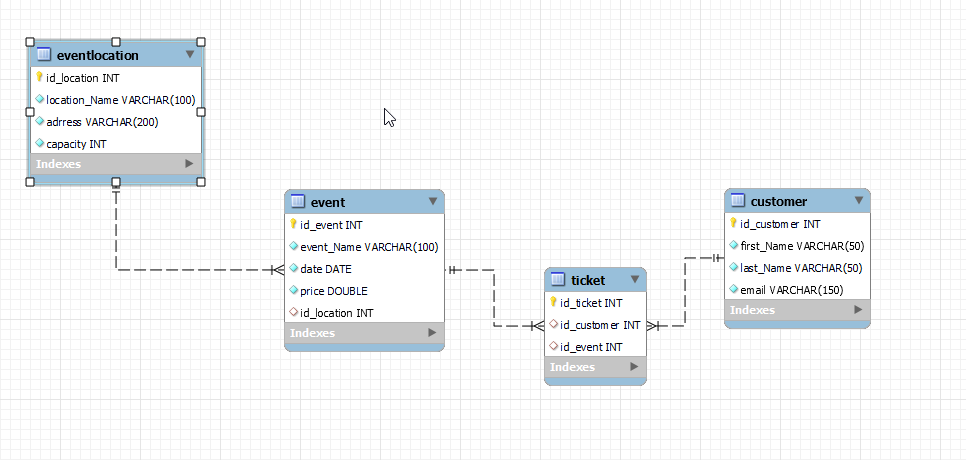 eventlocation
id_location INT
location_Name VARCHAR(100)
adrress VARCHAR(200)
capacity INT
Indexes
event
id_event INT
event_Name VARCHAR(100)
date DATE
price DOUBLE
id_location INT
Indexes
ticket
id_ticket INT
id_customer INT
id_event INT
Indexes
customer
id_customer INT
first_Name VARCHAR(50)
last_Name VARCHAR(50)
email VARCHAR(150)
Indexes